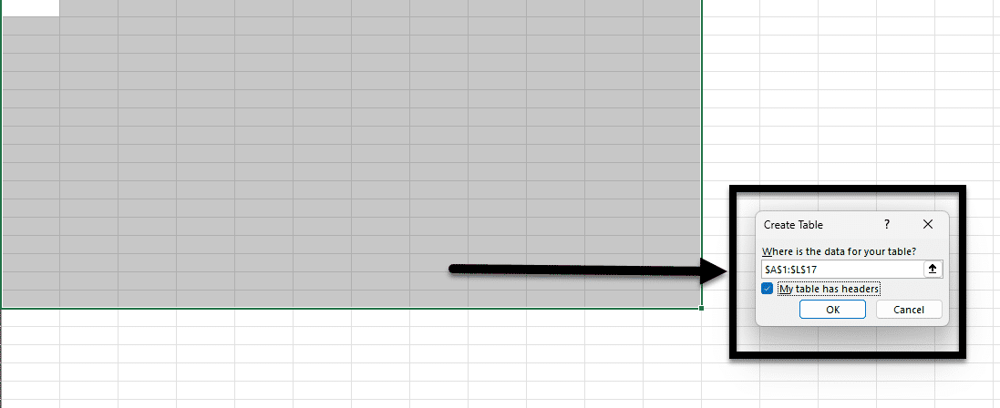 Create Table ?
Where is the data for your table?
$A$1:$L$17
My table has headers
OK Cancel